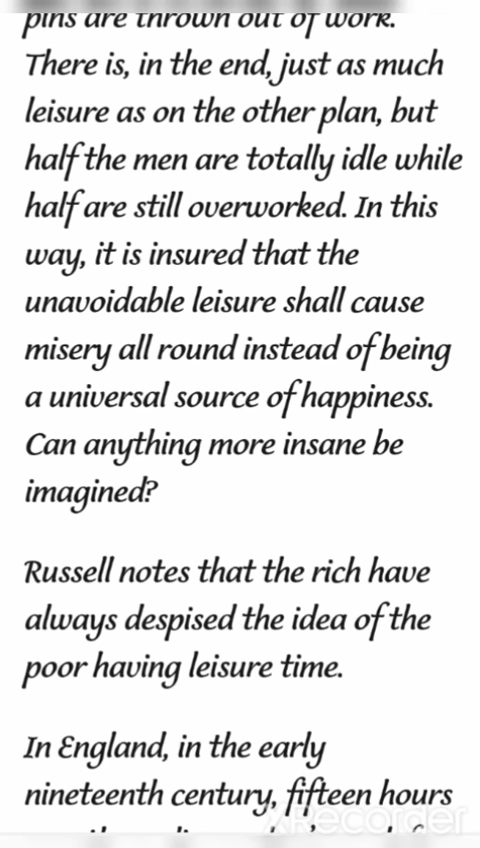 pins are thrown out of work.
There is, in the end, just as much
leisure as on the other plan, but
half the men are totally idle while
half are still overworked. In this
way, it is insured that the
unavoidable leisure shall cause
misery all round instead of being
a universal source of happiness.
Can anything more insane be
imagined?
Russell notes that the rich have
always despised the idea of the
poor having leisure time.
In England, in the early
nineteenth century, fifteen hours
XRecorder